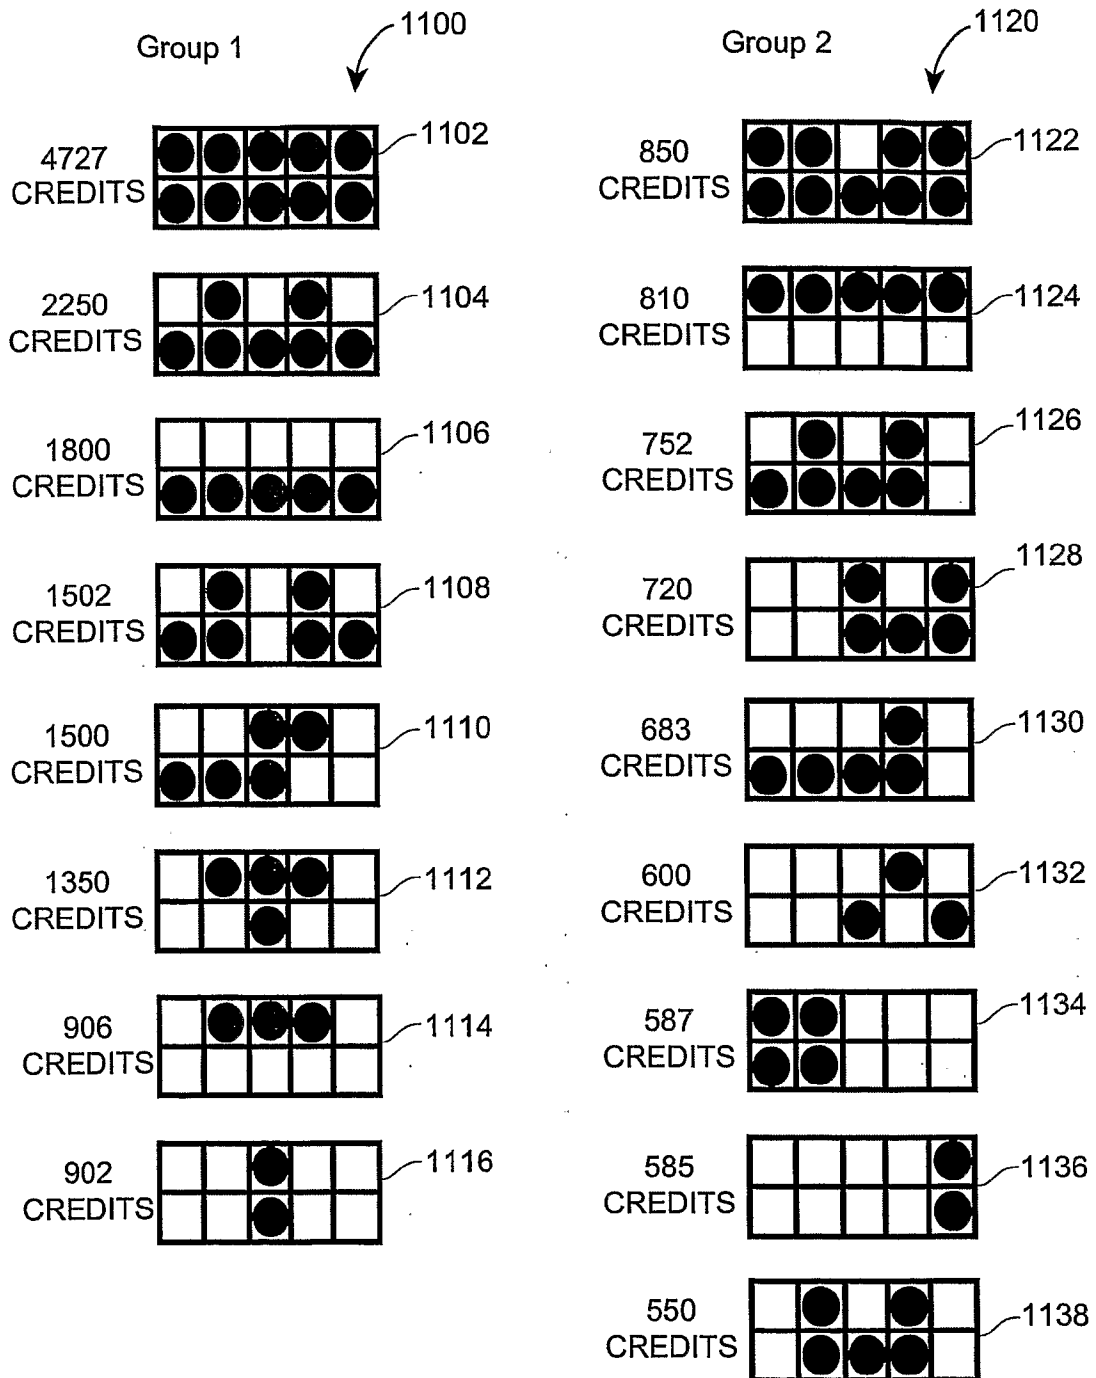 Group 1
1100
4727
CREDITS
1102
2250
CREDITS
1104
1800
CREDITS
1106
1502
CREDITS
1108
1500
CREDITS
1110
1350
CREDITS
1112
906
CREDITS
1114
902
CREDITS
1116
Group 2
1120
850
CREDITS
1122
810
CREDITS
1124
752
CREDITS
1126
720
CREDITS
1128
683
CREDITS
1130
600
CREDITS
1132
587
CREDITS
1134
585
CREDITS
1136
550
CREDITS
1138